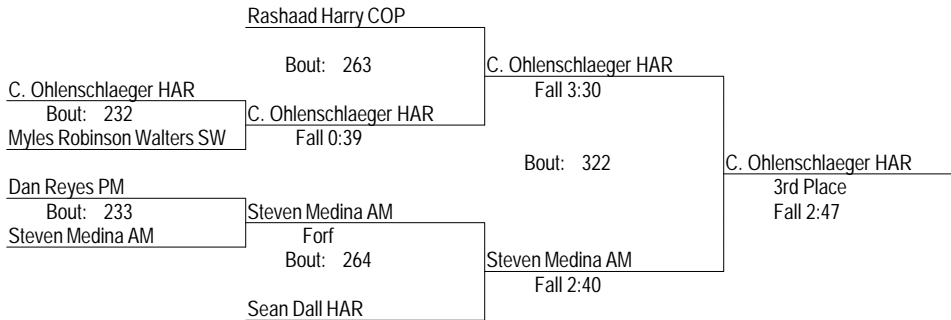 Rashaad Harry COP
Bout: 263
C. Ohlenschlaeger HAR
Fall 3:30
C. Ohlenschlaeger HAR
Bout: 232
C. Ohlenschlaeger HAR
Myles Robinson Walters SW
Fall 0:39
Bout: 322
C. Ohlenschlaeger HAR
3rd Place
Fall 2:47
Dan Reyes PM
Bout: 233
Steven Medina AM
Steven Medina AM
Forf
Bout: 264
Steven Medina AM
Fall 2:40
Sean Dall HAR